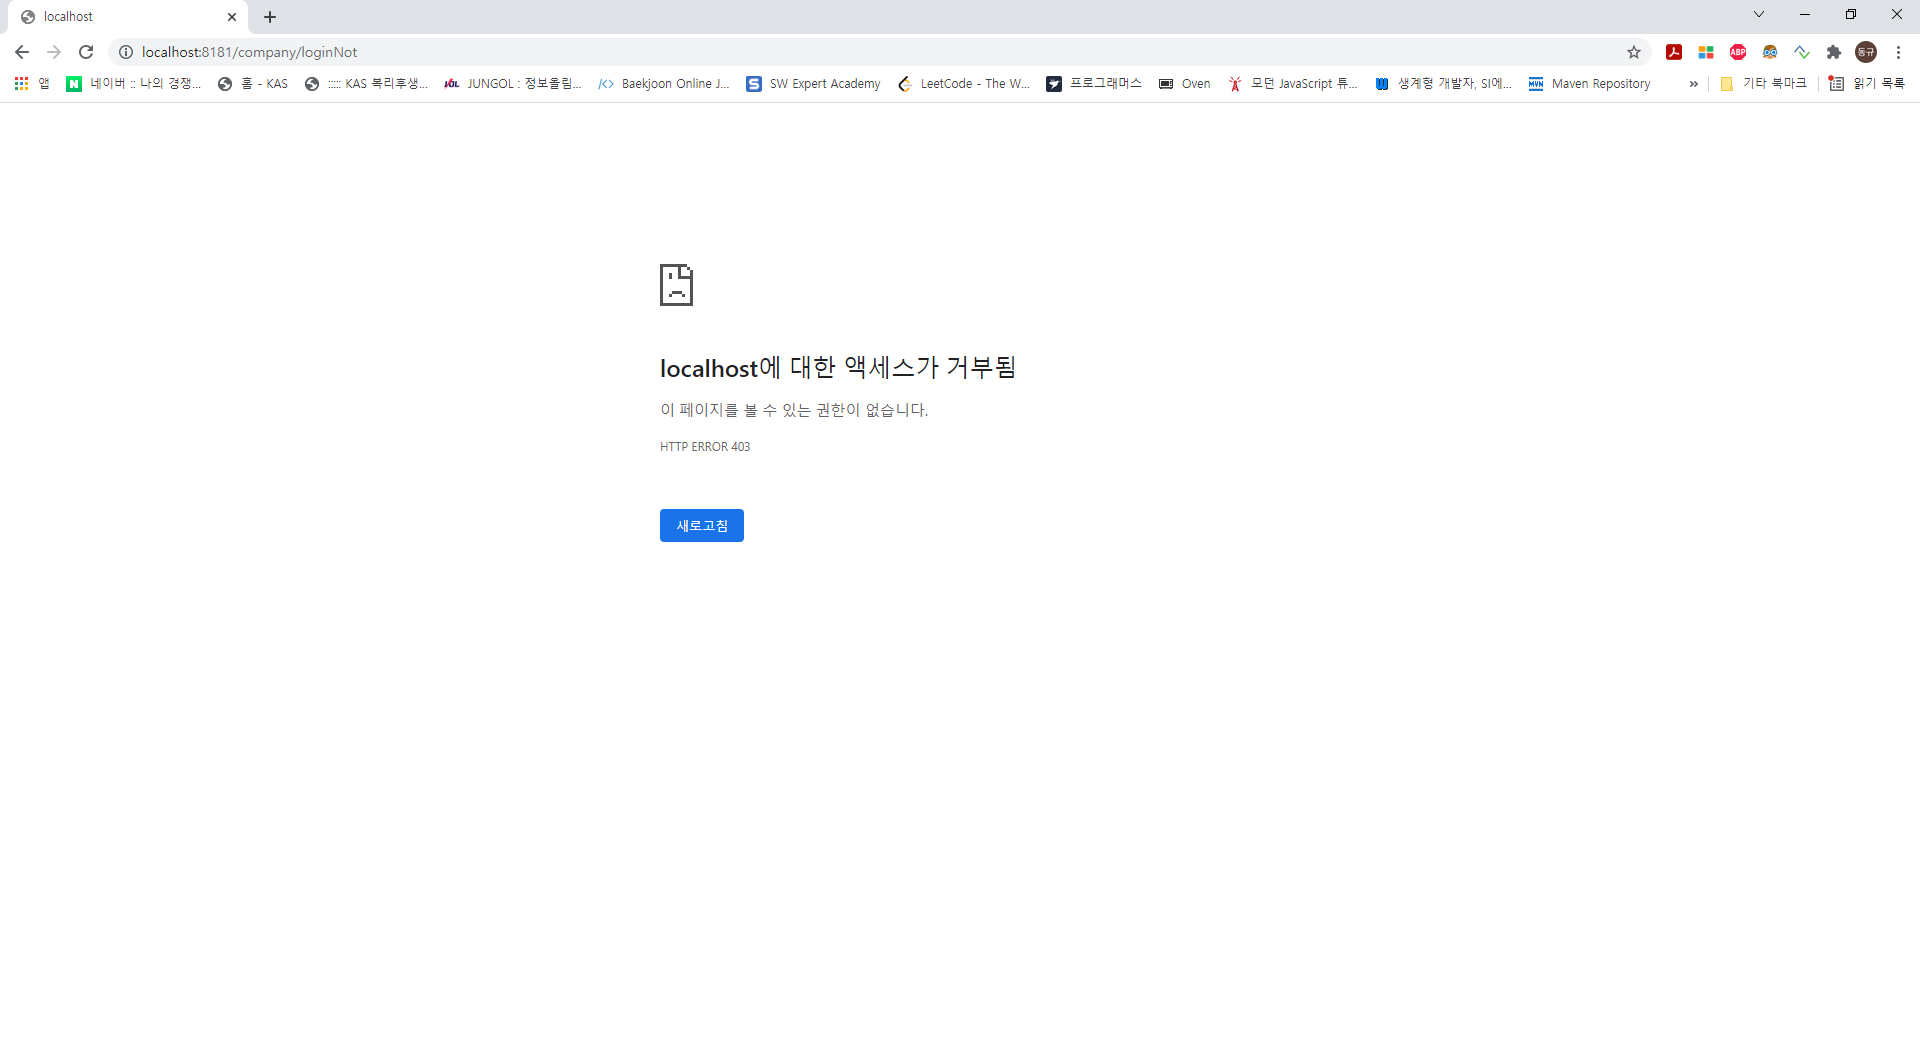 localhost
localhost:8181/company/loginNot
ABP
동규
앱
N 네이버 :: 나의 경쟁...
홈 - KAS
::::: KAS 복리후생...
JOL JUNGOL : 정보올림...
</> Baekjoon Online J...
S SW Expert Academy
LeetCode - The W...
프로그래머스
Oven
모던 JavaScript 튜...
생계형 개발자, SI에...
MVN Maven Repository
»
기타 북마크
읽기 목록
localhost에 대한 액세스가 거부됨
이 페이지를 볼 수 있는 권한이 없습니다.
HTTP ERROR 403
새로고침